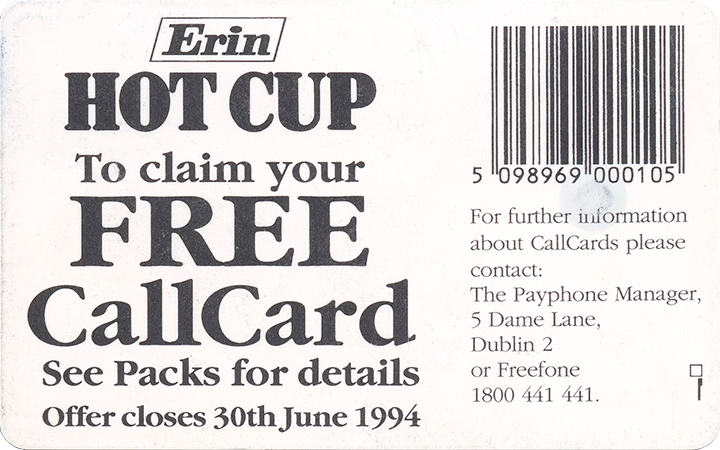 Erin
HOT CUP
To claim your
FREE
CallCard
See Packs for details
Offer closes 30th June 1994
5 098969 000105
For further information
about CallCards please
contact:
The Payphone Manager,
5 Dame Lane,
Dublin 2
or Freefone
1800 441 441.